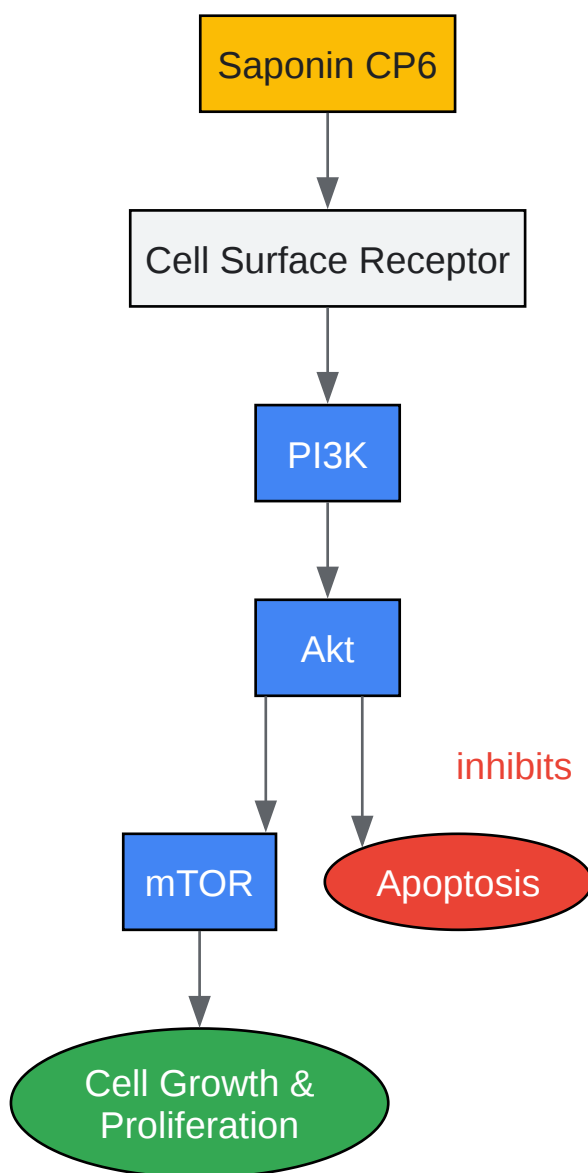 Saponin CP6
Cell Surface Receptor
PI3K
Akt
inhibits
mTOR
Apoptosis
Cell Growth &
Proliferation